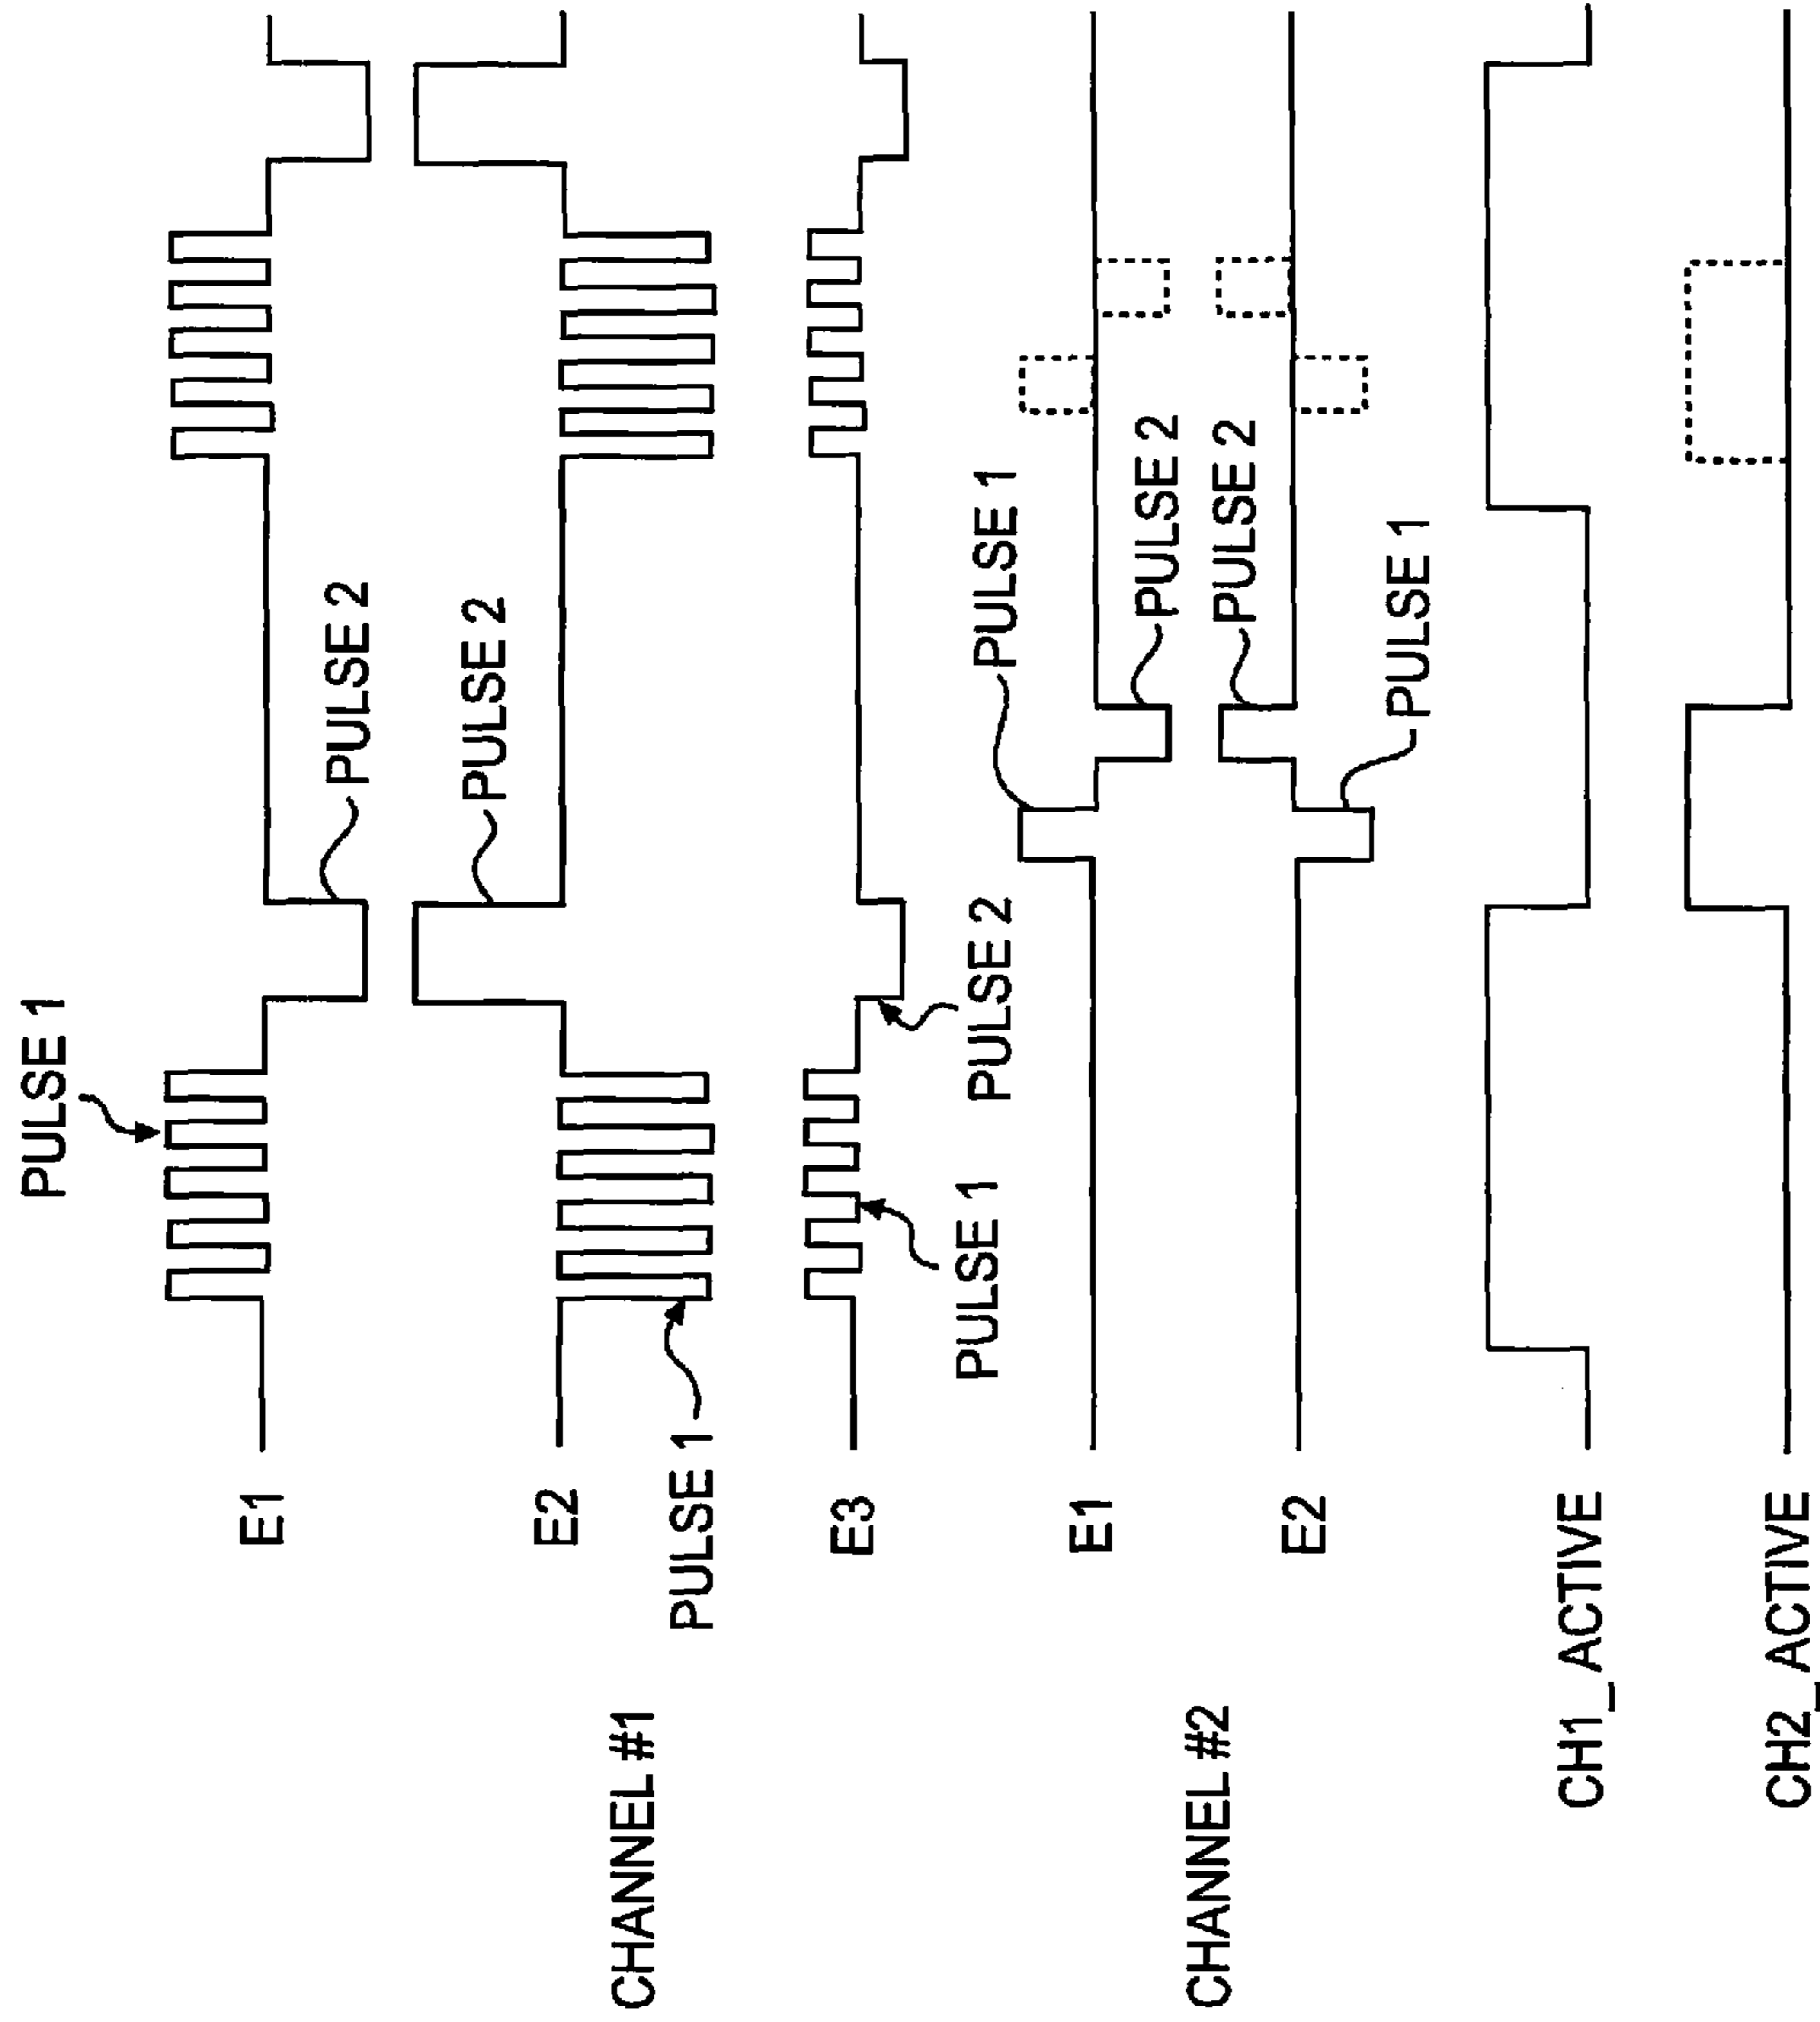 PULSE 1
E1
PULSE 2
PULSE 2
E2
CHANNEL #1
PULSE 1
E3
PULSE 1
PULSE 2
PULSE 1
E1
PULSE 2
CHANNEL #2
PULSE 2
E2
PULSE 1
CH1_ACTIVE
CH2_ACTIVE